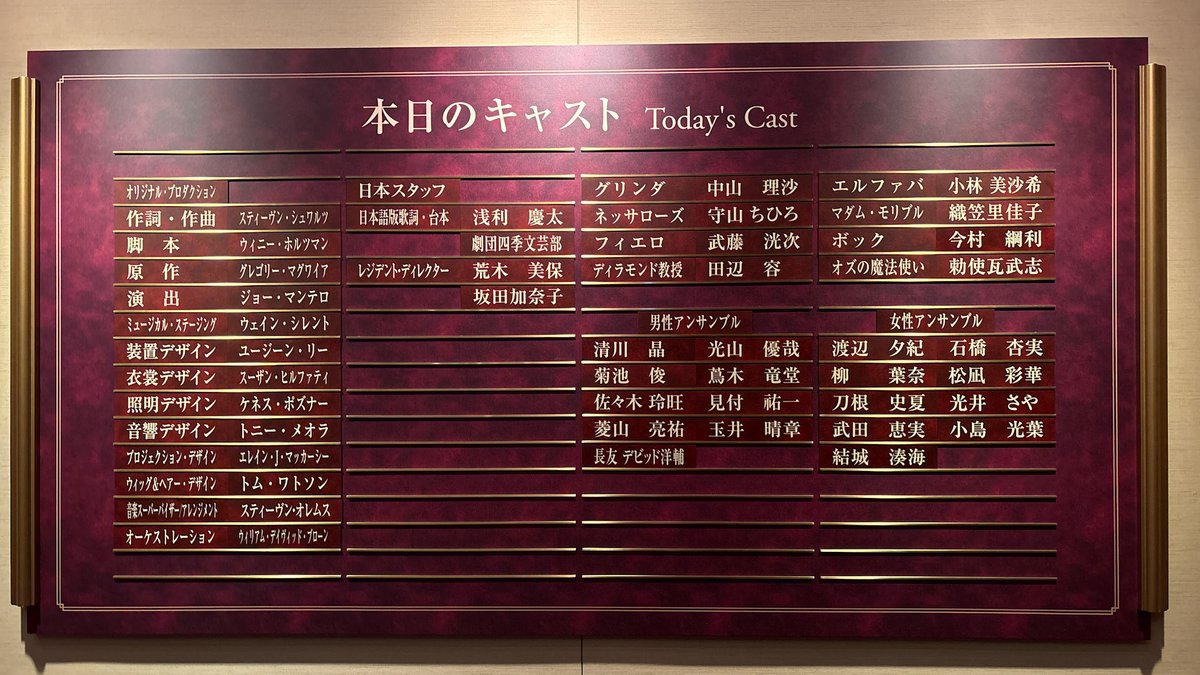 本日のキャスト Today's Cast
オリジナル・プロダクション
作詞・作曲 スティーヴン・シュワルツ
脚 本 ウィニー・ホルツマン
原 作 グレゴリー・マグワイア
演 出 ジョー・マンテロ
ミュージカル・ステージング ウェイン・シレント
装置デザイン ユージーン・リー
衣裳デザイン スーザン・ヒルファティ
照明デザイン ケネス・ポズナー
音響デザイン トニー・メオラ
プロジェクション・デザイン エレイン・J・マッカーシー
ウィッグ&ヘアー・デザイン トム・ワトソン
音楽スーパーバイザー/アレンジメント スティーヴン・オレムス
オーケストレーション ウィリアム・デイヴィッド・ブローン
日本スタッフ
日本語版歌詞・台本 浅利 慶太
劇団四季文芸部
レジデント・ディレクター 荒木 美保
坂田加奈子
グリンダ 中山 理沙
ネッサローズ 守山 ちひろ
フィエロ 武藤 洸次
ディラモンド教授 田辺 容
男性アンサンブル
清川 晶 光山 優哉
菊池 俊 蔦木 竜堂
佐々木 玲旺 見付 祐一
菱山 亮祐 玉井 晴章
長友 デビッド洋輔
エルファバ 小林 美沙希
マダム・モリブル 織笠里佳子
ボック 今村 綱利
オズの魔法使い 勅使瓦武志
女性アンサンブル
渡辺 夕紀 石橋 杏実
柳 葉奈 松凪 彩華
刀根 史夏 光井 さや
武田 恵実 小島 光葉
結城 湊海